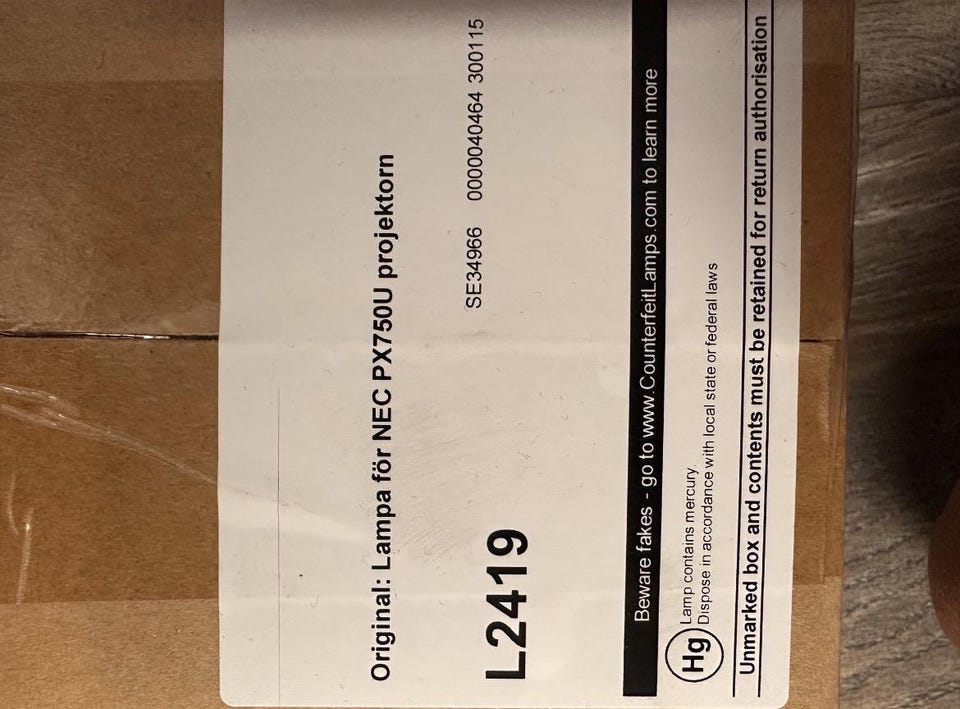 Original: Lampa för NEC PX750U projektorn
L2419 SE34966 0000040464 300115
Beware fakes - go to www.CounterfeitLamps.com to learn more
Hg
Lamp contains mercury.
Dispose in accordance with local state or federal laws
Unmarked box and contents must be retained for return authorisation